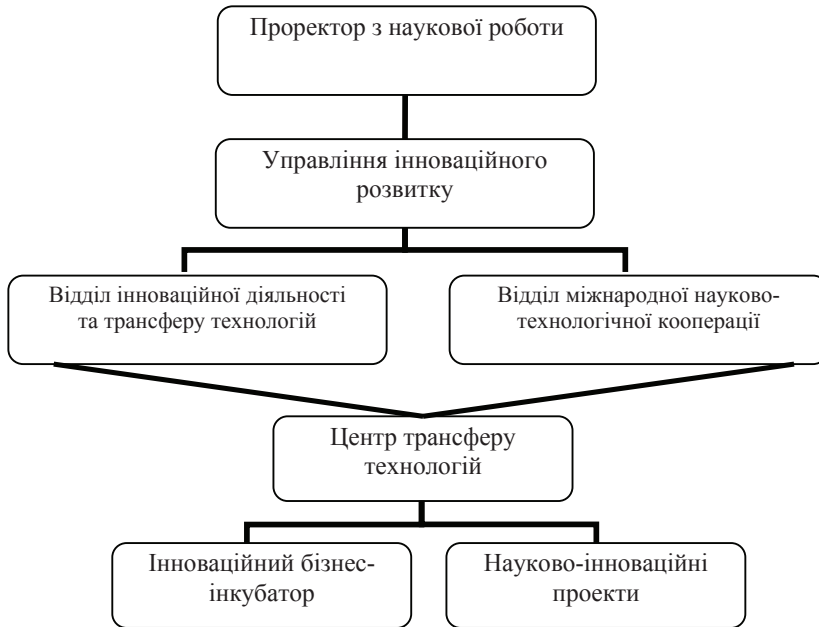 Проректор з наукової роботи
Управління інноваційного
розвитку
Відділ інноваційної діяльності
та трансферу технологій
Відділ міжнародної науково-
технологічної кооперації
Центр трансферу
технологій
Інноваційний бізнес-
інкубатор
Науково-інноваційні
проекти